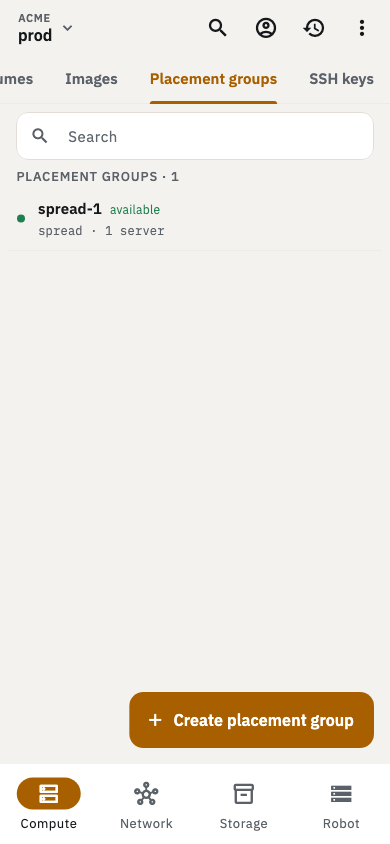 ACME
prod
umes Images Placement groups SSH keys
Search
PLACEMENT GROUPS · 1
spread-1 available
spread · 1 server
+ Create placement group
Compute Network Storage Robot